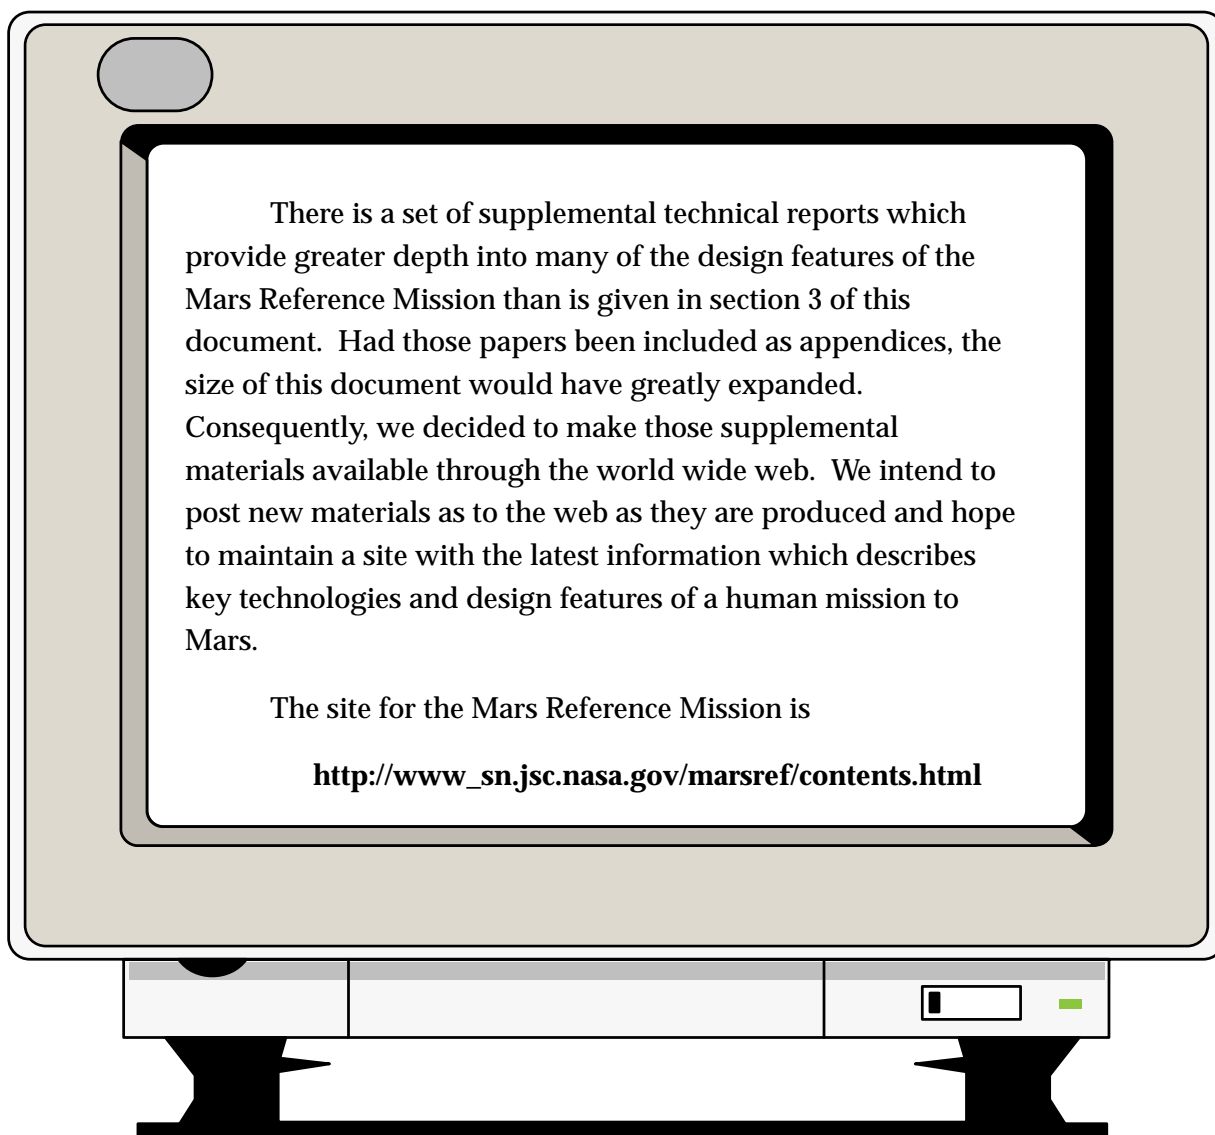 There is a set of supplemental technical reports which
provide greater depth into many of the design features of the
Mars Reference Mission than is given in section 3 of this
document.  Had those papers been included as appendices, the
size of this document would have greatly expanded.
Consequently, we decided to make those supplemental
materials available through the world wide web.  We intend to
post new materials as to the web as they are produced and hope
to maintain a site with the latest information which describes
key technologies and design features of a human mission to
Mars.
The site for the Mars Reference Mission is
http://www_sn.jsc.nasa.gov/marsref/contents.html